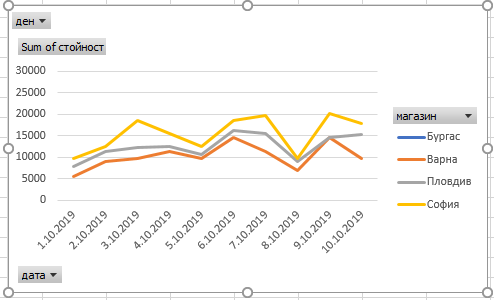 ден
Sum of стойност
30000
25000
20000
15000
10000
5000
0
1.10.2019
2.10.2019
3.10.2019
4.10.2019
5.10.2019
6.10.2019
7.10.2019
8.10.2019
9.10.2019
10.10.2019
магазин
Бургас
Варна
Пловдив
София
дата